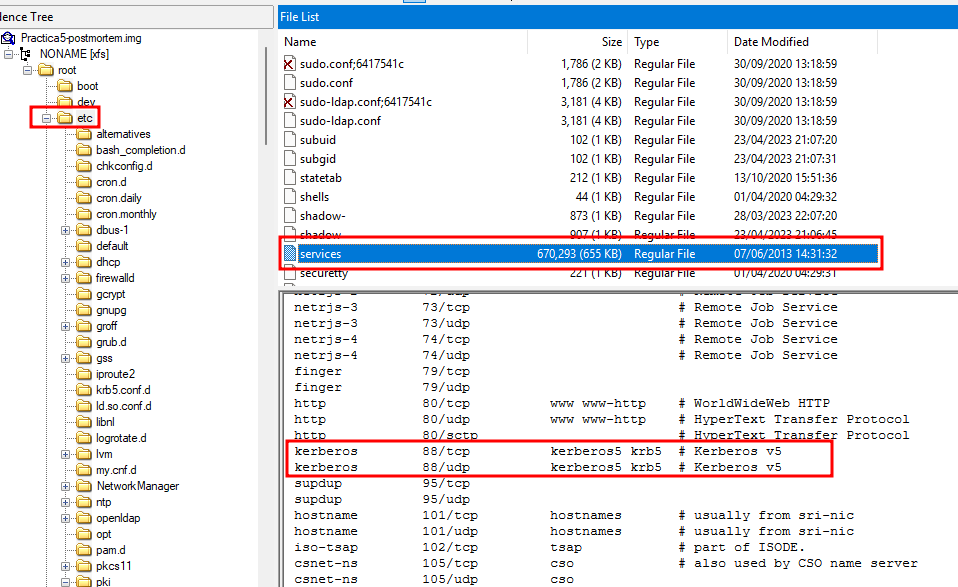 dence Tree
Practica5-postmortem.img
NONAME [xfs]
root
boot
dev
etc
alternatives
bash_completion.d
chkconfig.d
cron.d
cron.daily
cron.monthly
dbus-1
default
dhcp
firewalld
gcrypt
gnupg
groff
grub.d
gss
iproute2
krb5.conf.d
ld.so.conf.d
libnl
logrotate.d
lvm
my.cnf.d
NetworkManager
ntp
openldap
opt
pam.d
pkcs11
pki
File List
Name Size Type Date Modified
sudo.conf;6417541c 1,786 (2 KB) Regular File 30/09/2020 13:18:59
sudo.conf 1,786 (2 KB) Regular File 30/09/2020 13:18:59
sudo-ldap.conf;6417541c 3,181 (4 KB) Regular File 30/09/2020 13:18:59
sudo-ldap.conf 3,181 (4 KB) Regular File 30/09/2020 13:18:59
subuid 102 (1 KB) Regular File 23/04/2023 21:07:20
subgid 102 (1 KB) Regular File 23/04/2023 21:07:31
statetab 212 (1 KB) Regular File 13/10/2020 15:51:36
shells 44 (1 KB) Regular File 01/04/2020 04:29:32
shadow- 873 (1 KB) Regular File 28/03/2023 22:07:20
shadow 907 (1 KB) Regular File 23/04/2023 21:06:45
services 670,293 (655 KB) Regular File 07/06/2013 14:31:32
securetty 221 (1 KB) Regular File 01/04/2020 04:29:31
netrjs-2 72/udp # Remote Job Service
netrjs-3 73/tcp # Remote Job Service
netrjs-3 73/udp # Remote Job Service
netrjs-4 74/tcp # Remote Job Service
netrjs-4 74/udp # Remote Job Service
finger 79/tcp
finger 79/udp
http 80/tcp www www-http # WorldWideWeb HTTP
http 80/udp www www-http # HyperText Transfer Protocol
http 80/sctp # HyperText Transfer Protocol
kerberos 88/tcp kerberos5 krb5 # Kerberos v5
kerberos 88/udp kerberos5 krb5 # Kerberos v5
supdup 95/tcp
supdup 95/udp
hostname 101/tcp hostnames # usually from sri-nic
hostname 101/udp hostnames # usually from sri-nic
iso-tsap 102/tcp tsap # part of ISODE.
csnet-ns 105/tcp cso # also used by CSO name server
csnet-ns 105/udp cso